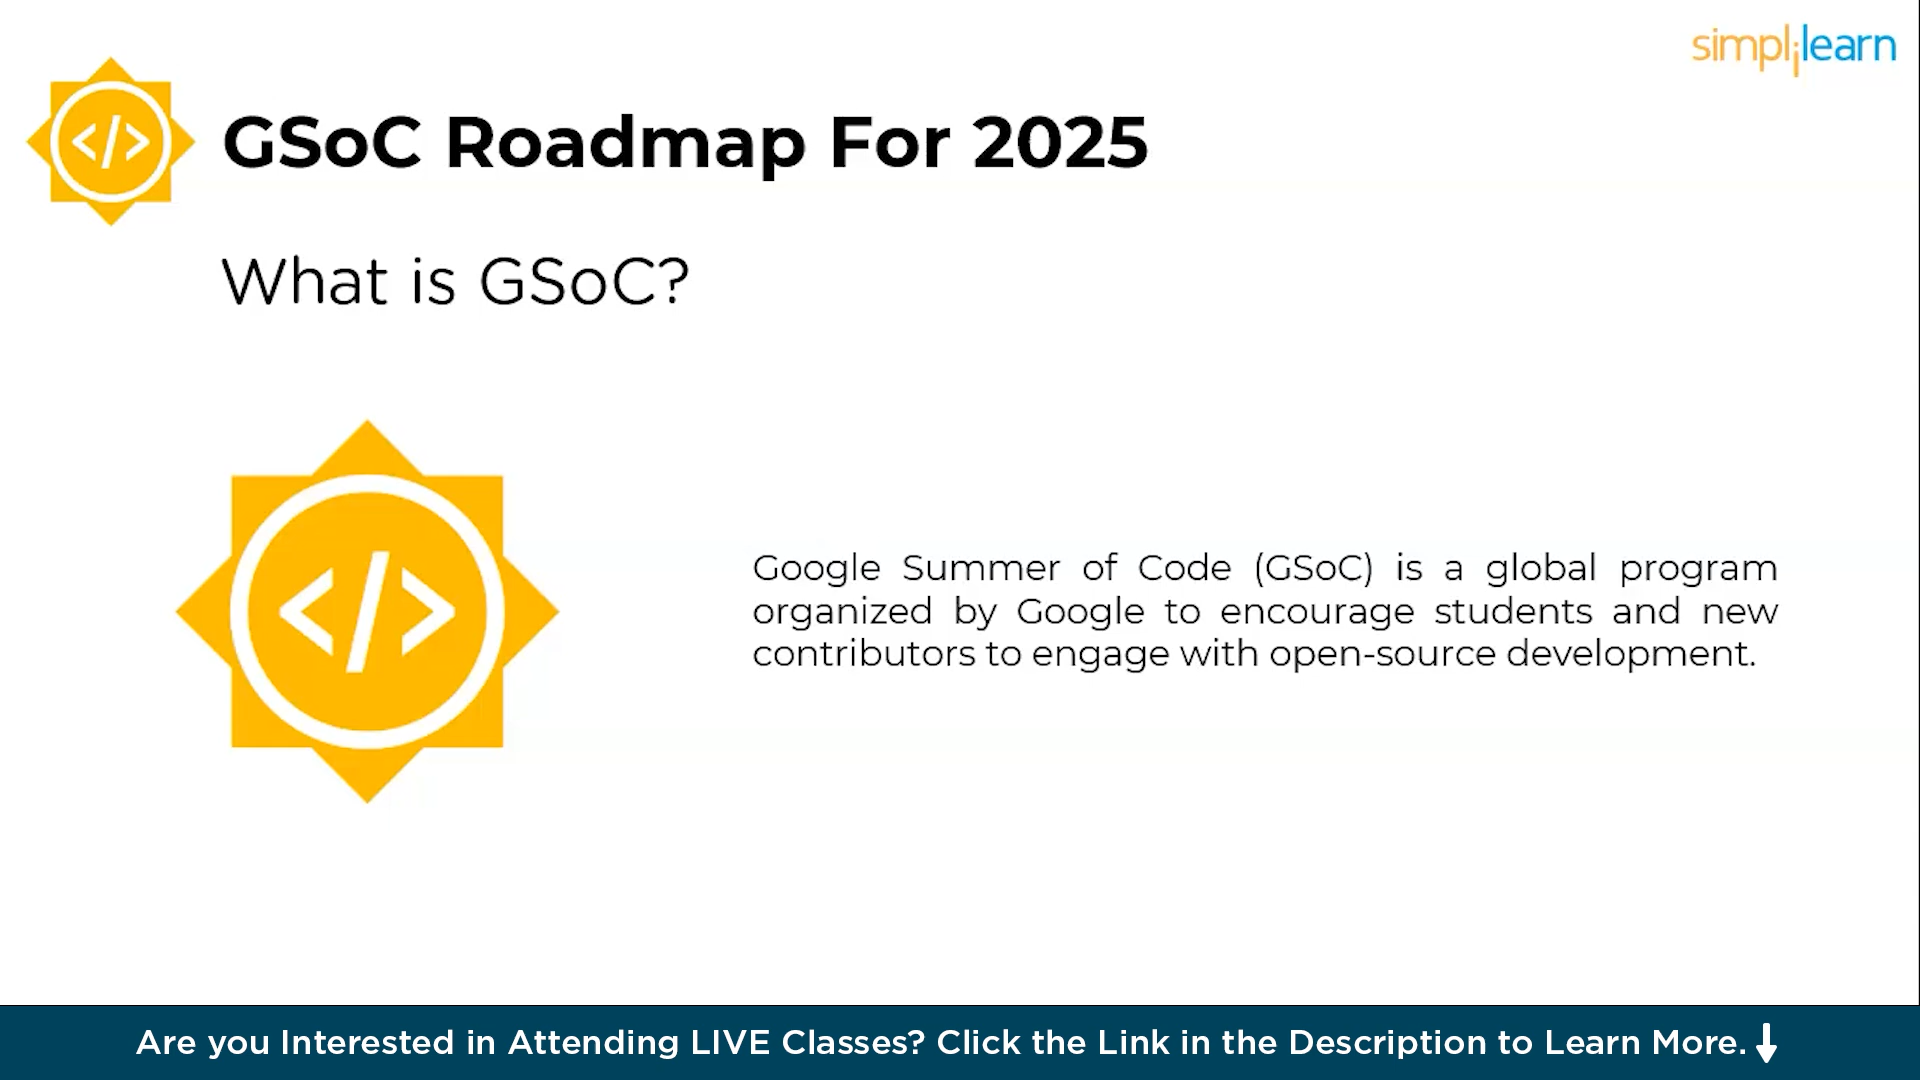 simplilearn
</>
GSoC Roadmap For 2025
What is GSoC?
</>
Google Summer of Code (GSoC) is a global program
organized by Google to encourage students and new
contributors to engage with open-source development.
Are you Interested in Attending LIVE Classes? Click the Link in the Description to Learn More.